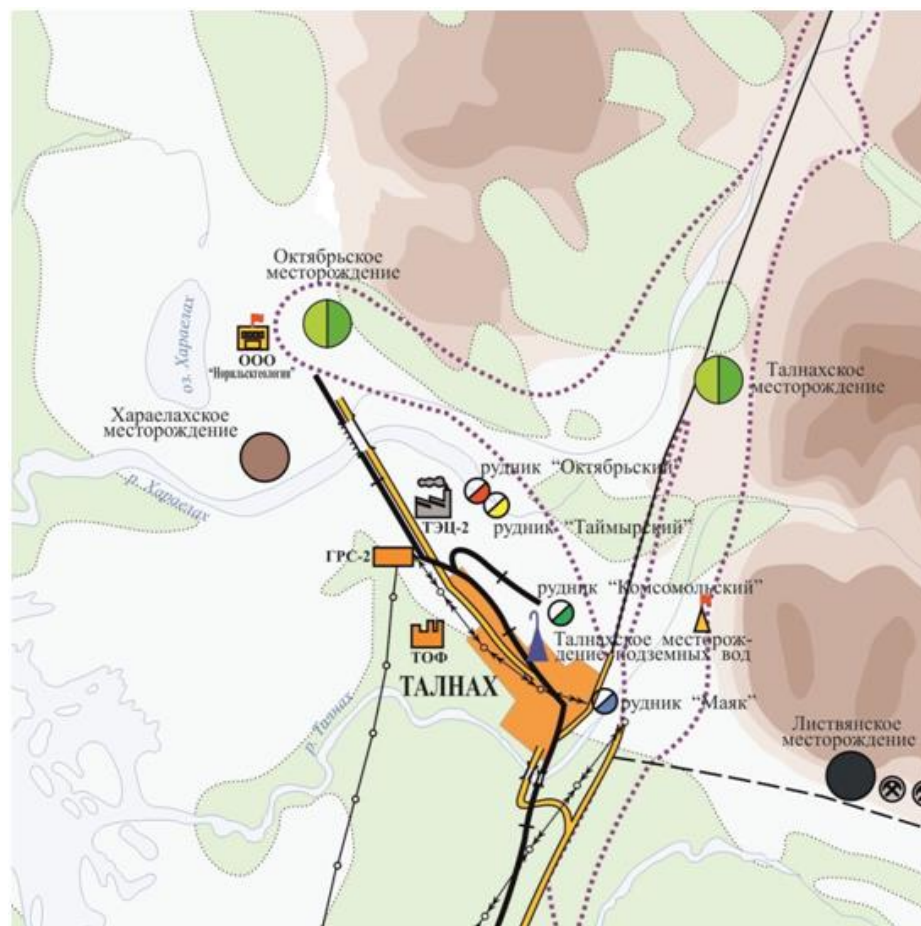 Октябрьское
месторождение
ООО
"Норильскгеология"
оз. Хараелах
Талнахское
месторождение
Хараелахское
месторождение
р. Хараелах
рудник “Октябрьский”
ТЭЦ-2
рудник “Таймырский”
ГРС-2
рудник “Комсомольский”
Талнахское месторож-
дение подземных вод
ТОФ
ТАЛНАХ
рудник “Маяк”
р. Талнах
Листвянское
месторождение